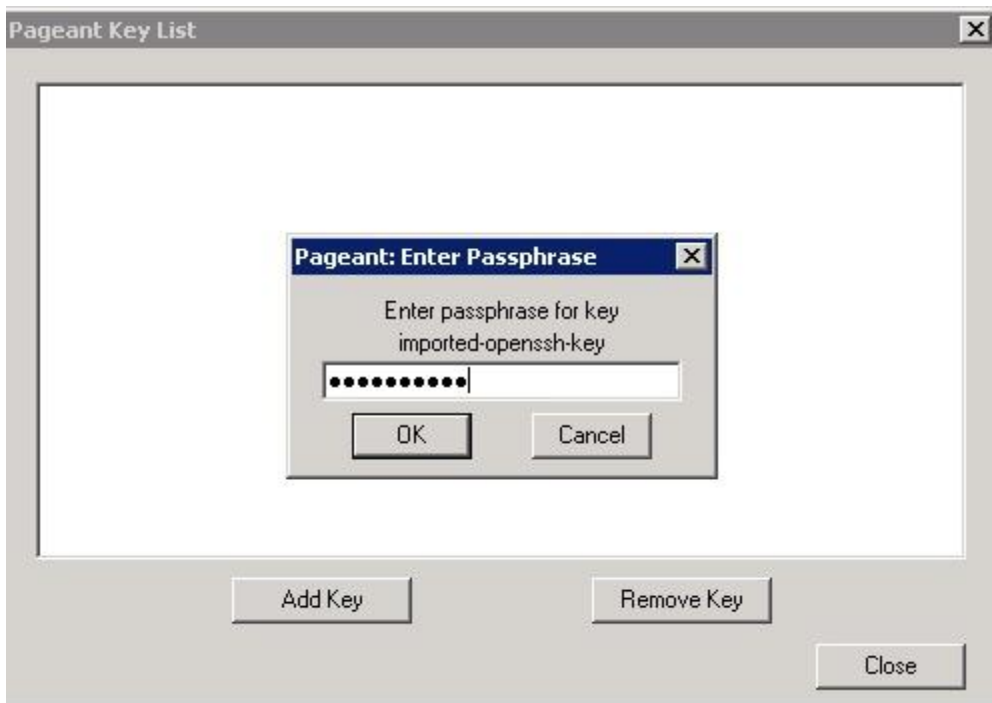 Pageant Key List
Pageant: Enter Passphrase
Enter passphrase for key
imported-openssh-key
●●●●●●●●●●
OK
Cancel
Add Key
Remove Key
Close